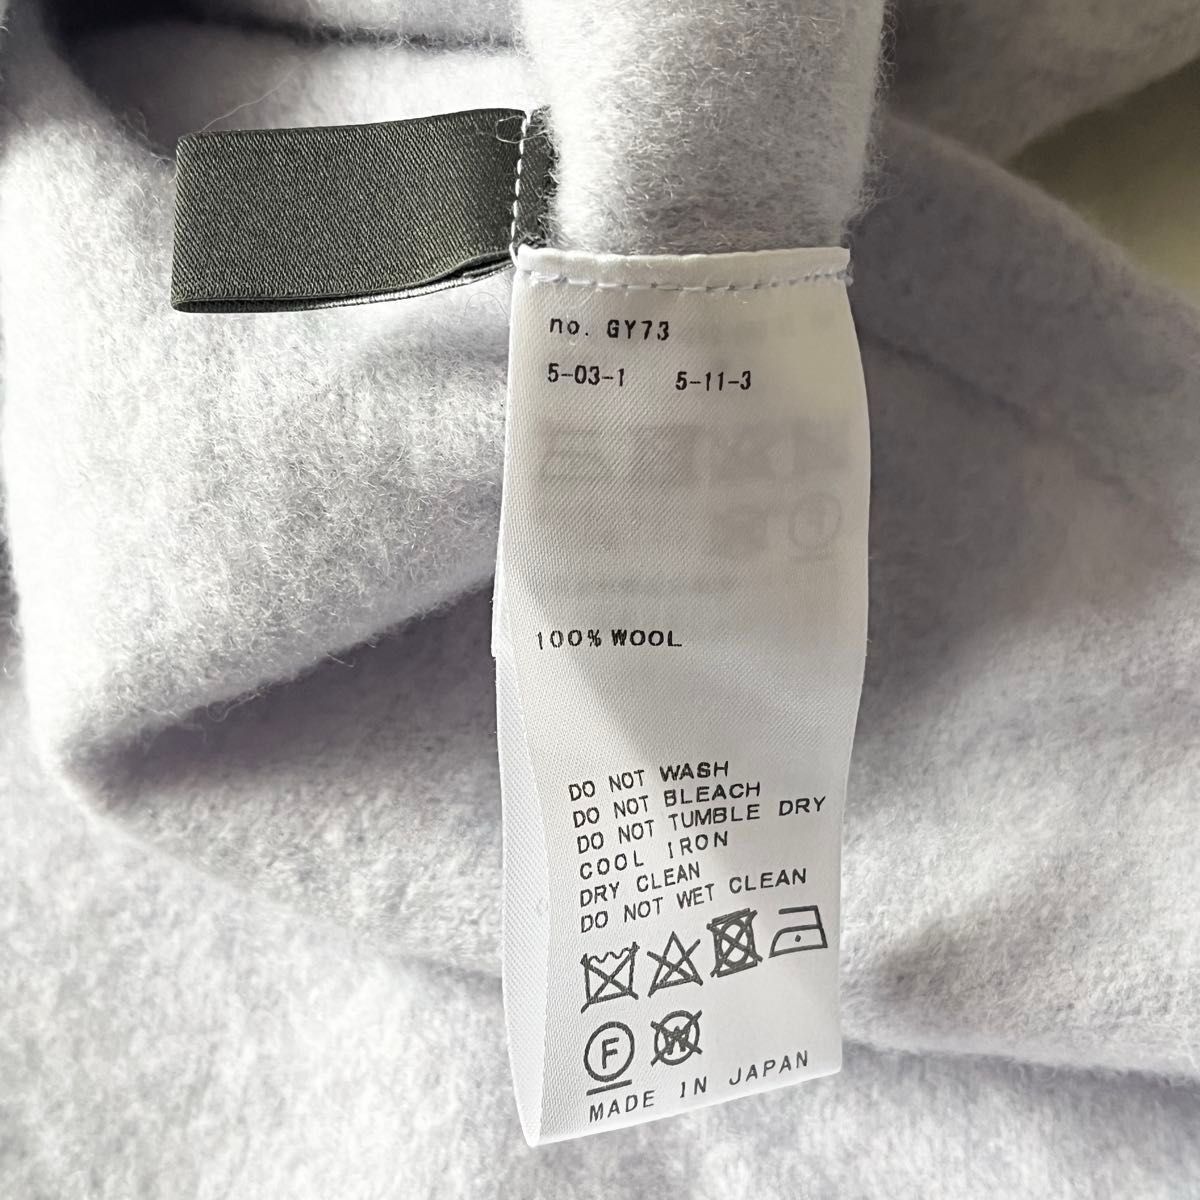 no. GY73
5-03-1 5-11-3
100% WOOL
DO NOT WASH
DO NOT BLEACH
DO NOT TUMBLE DRY
COOL IRON
DRY CLEAN
DO NOT WET CLEAN
F W
MADE IN JAPAN